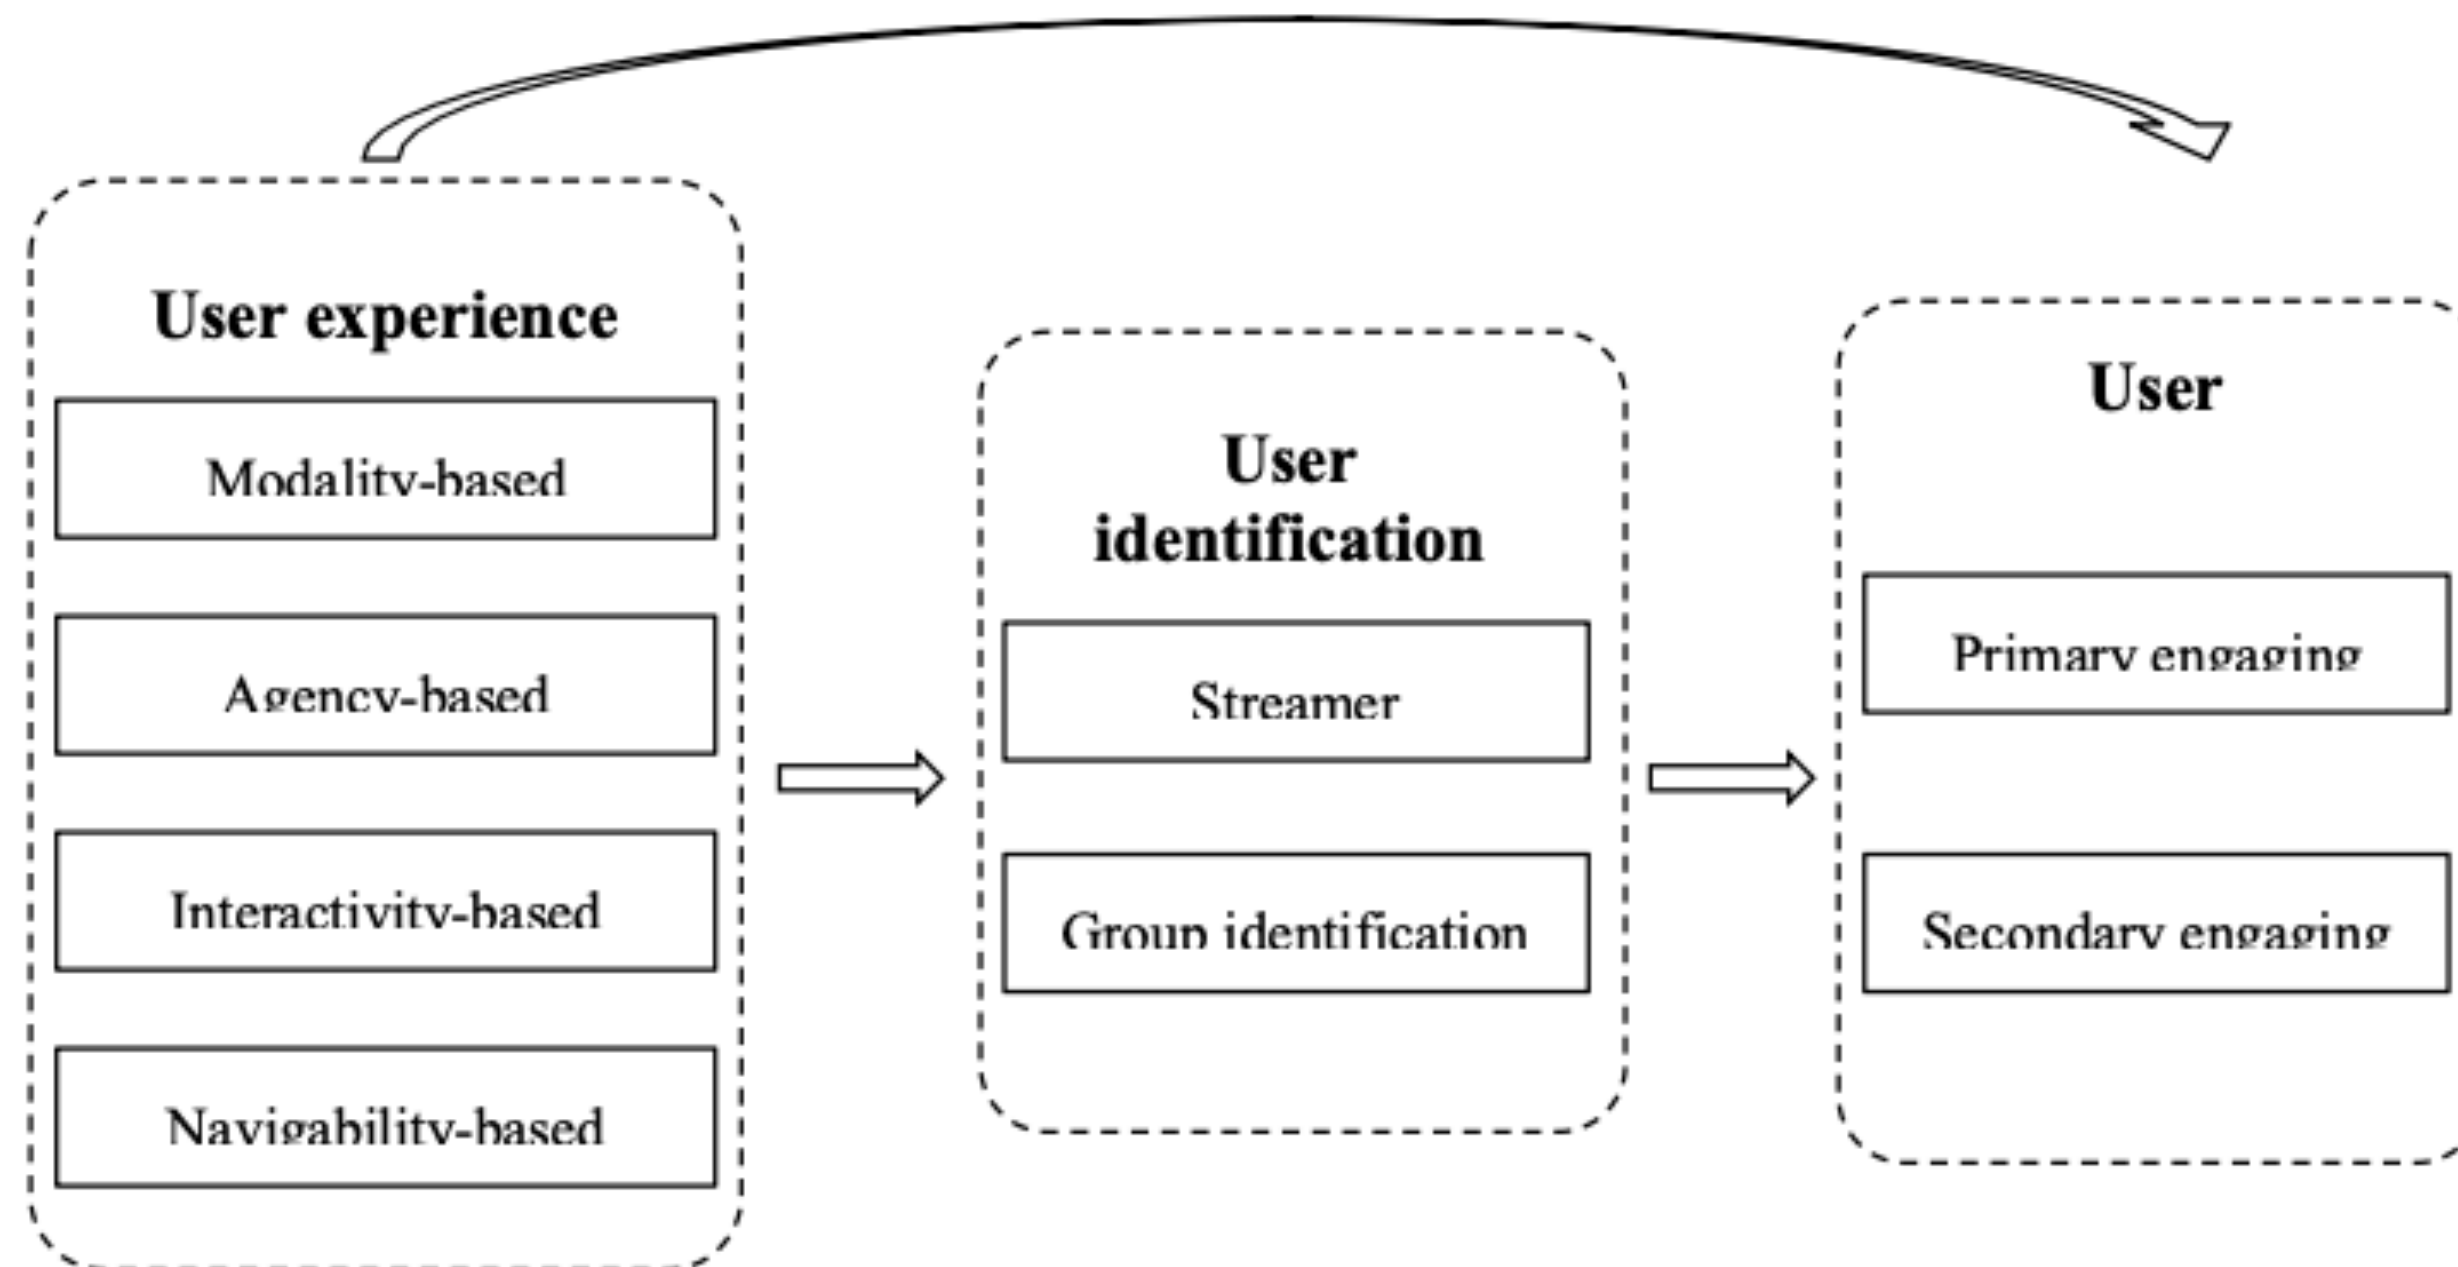 User experience
Modality-based
Agency-based
Interactivity-based
Navigability-based
User
identification
Streamer
Group identification
User
Primary engaging
Secondary engaging